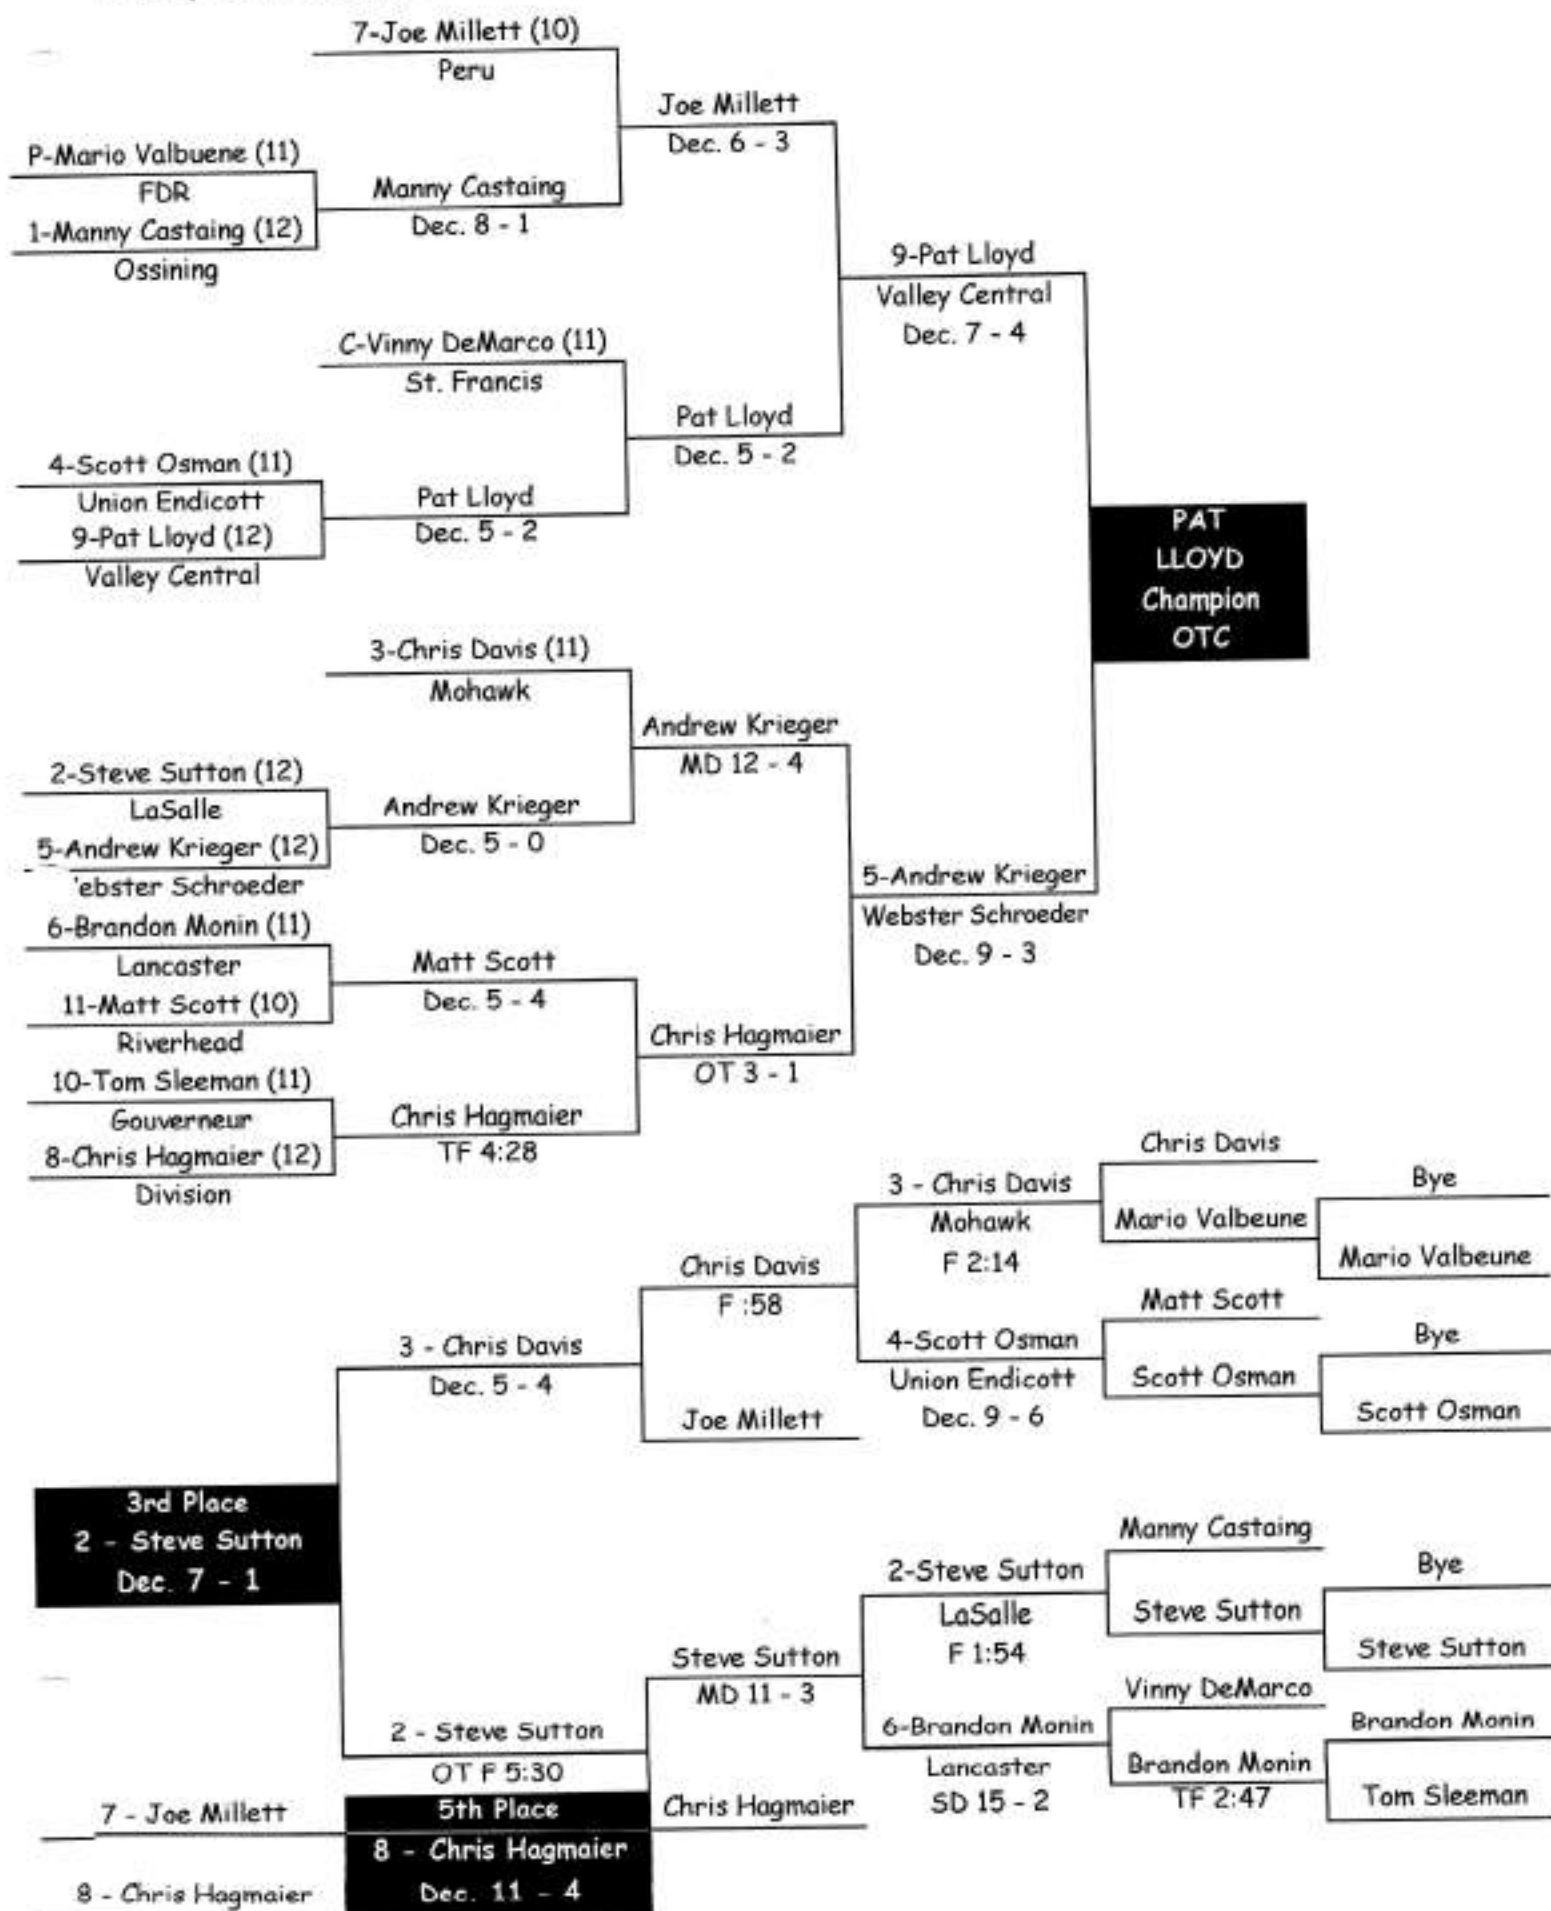 7-Joe Millett (10)
Peru
P-Mario Valbuene (11)
FDR
1-Manny Castaing (12)
Ossining
Manny Castaing
Dec. 8 - 1
Joe Millett
Dec. 6 - 3
C-Vinny DeMarco (11)
St. Francis
4-Scott Osman (11)
Union Endicott
9-Pat Lloyd (12)
Valley Central
Pat Lloyd
Dec. 5 - 2
Pat Lloyd
Dec. 5 - 2
9-Pat Lloyd
Valley Central
Dec. 7 - 4
PAT
LLOYD
Champion
OTC
3-Chris Davis (11)
Mohawk
2-Steve Sutton (12)
LaSalle
5-Andrew Krieger (12)
'ebster Schroeder
Andrew Krieger
Dec. 5 - 0
Andrew Krieger
MD 12 - 4
6-Brandon Monin (11)
Lancaster
11-Matt Scott (10)
Riverhead
Matt Scott
Dec. 5 - 4
10-Tom Sleeman (11)
Gouverneur
8-Chris Hagmaier (12)
Division
Chris Hagmaier
TF 4:28
Chris Hagmaier
OT 3 - 1
5-Andrew Krieger
Webster Schroeder
Dec. 9 - 3
Chris Davis
Bye
Mario Valbeune
Mario Valbeune
3 - Chris Davis
Mohawk
F 2:14
Matt Scott
Bye
Scott Osman
Scott Osman
4-Scott Osman
Union Endicott
Dec. 9 - 6
Chris Davis
F :58
Joe Millett
3 - Chris Davis
Dec. 5 - 4
3rd Place
2 - Steve Sutton
Dec. 7 - 1
Manny Castaing
Bye
Steve Sutton
Steve Sutton
2-Steve Sutton
LaSalle
F 1:54
Vinny DeMarco
Brandon Monin
Brandon Monin
TF 2:47
Tom Sleeman
6-Brandon Monin
Lancaster
SD 15 - 2
Steve Sutton
MD 11 - 3
Chris Hagmaier
2 - Steve Sutton
OT F 5:30
7 - Joe Millett
8 - Chris Hagmaier
5th Place
8 - Chris Hagmaier
Dec. 11 - 4